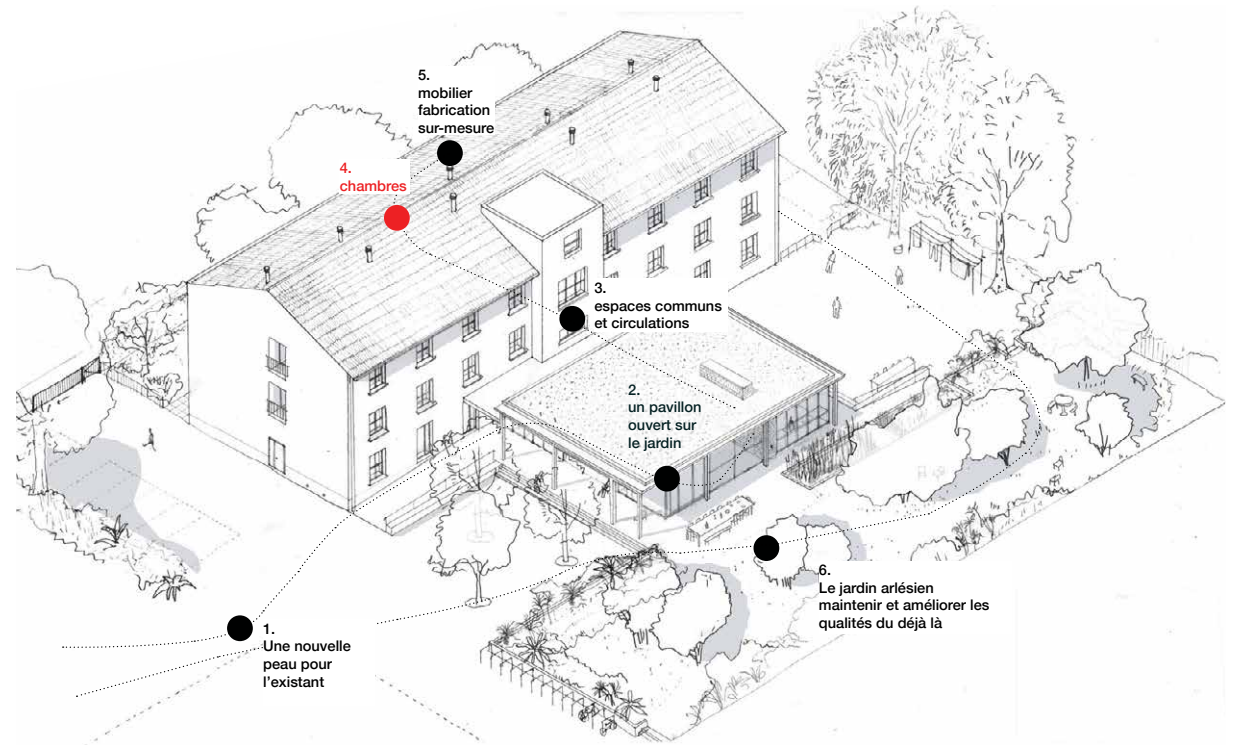 1.
Une nouvelle
peau pour
l'existant
2.
un pavillon
ouvert sur
le jardin
3.
espaces communs
et circulations
4.
chambres
5.
mobilier
fabrication
sur-mesure
6.
Le jardin arlésien
maintenir et améliorer les
qualités du déjà là